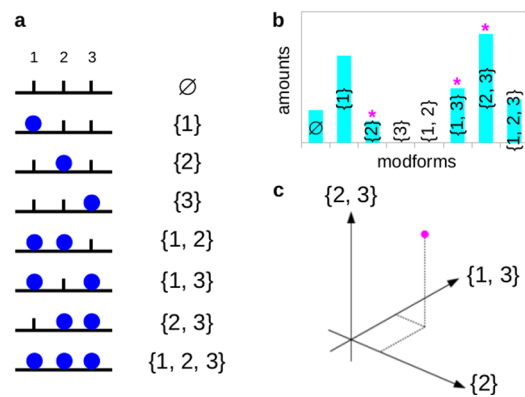 a
1 2 3
∅
{1}
{2}
{3}
{1, 2}
{1, 3}
{2, 3}
{1, 2, 3}
b
amounts
∅
{1}
*
{2}
{3}
{1, 2}
*
{1, 3}
*
{2, 3}
{1, 2, 3}
modforms
c
{2, 3}
{1, 3}
{2}